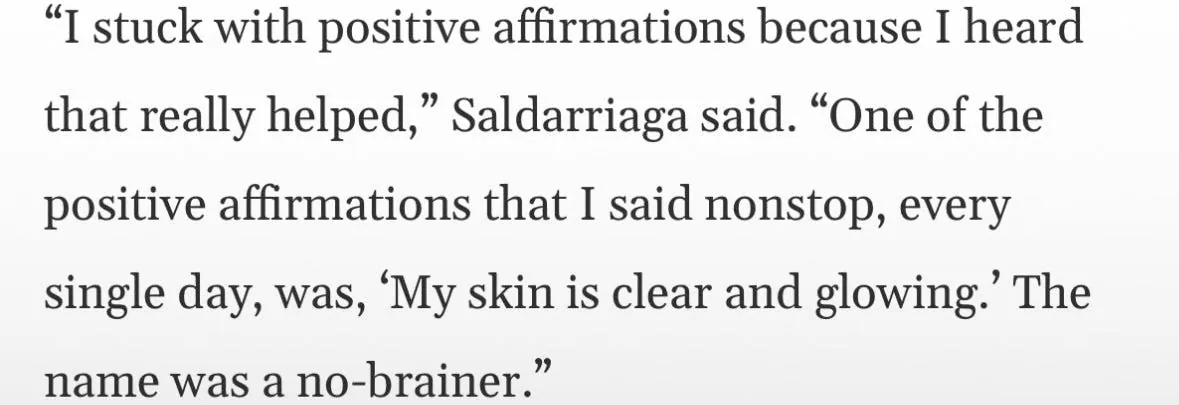 “I stuck with positive affirmations because I heard
that really helped,” Saldarriaga said. “One of the
positive affirmations that I said nonstop, every
single day, was, ‘My skin is clear and glowing.’ The
name was a no-brainer.”